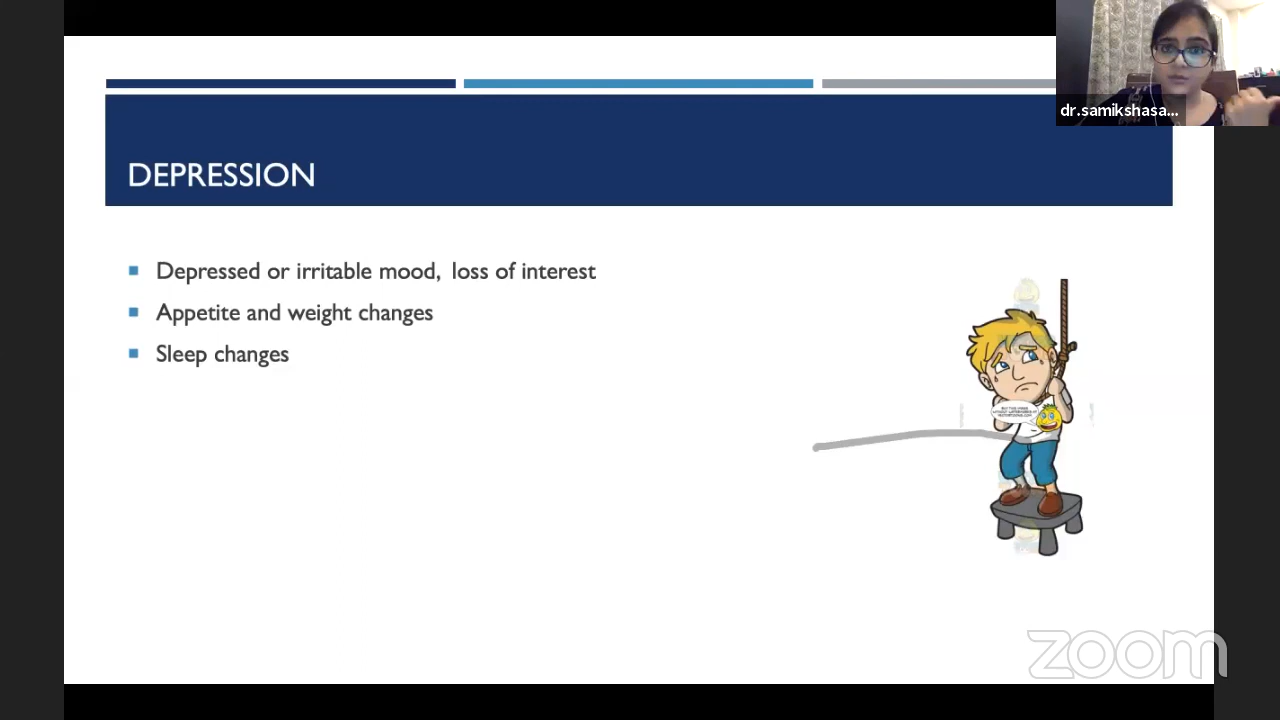 dr.samikshasa...
DEPRESSION
Depressed or irritable mood, loss of interest
Appetite and weight changes
Sleep changes
zoom